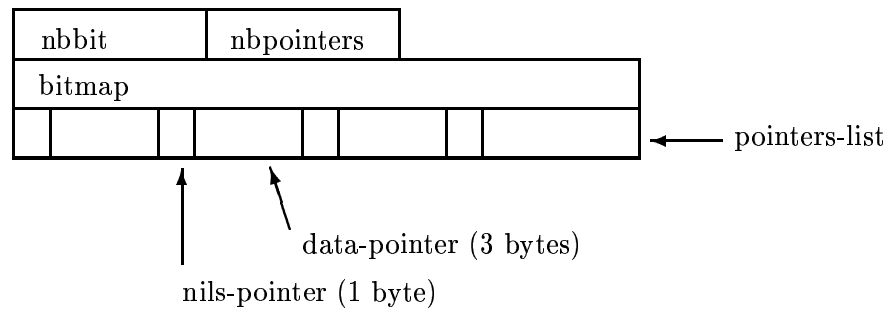 nbbit
nbpointers
bitmap
pointers-list
data-pointer (3 bytes)
nils-pointer (1 byte)